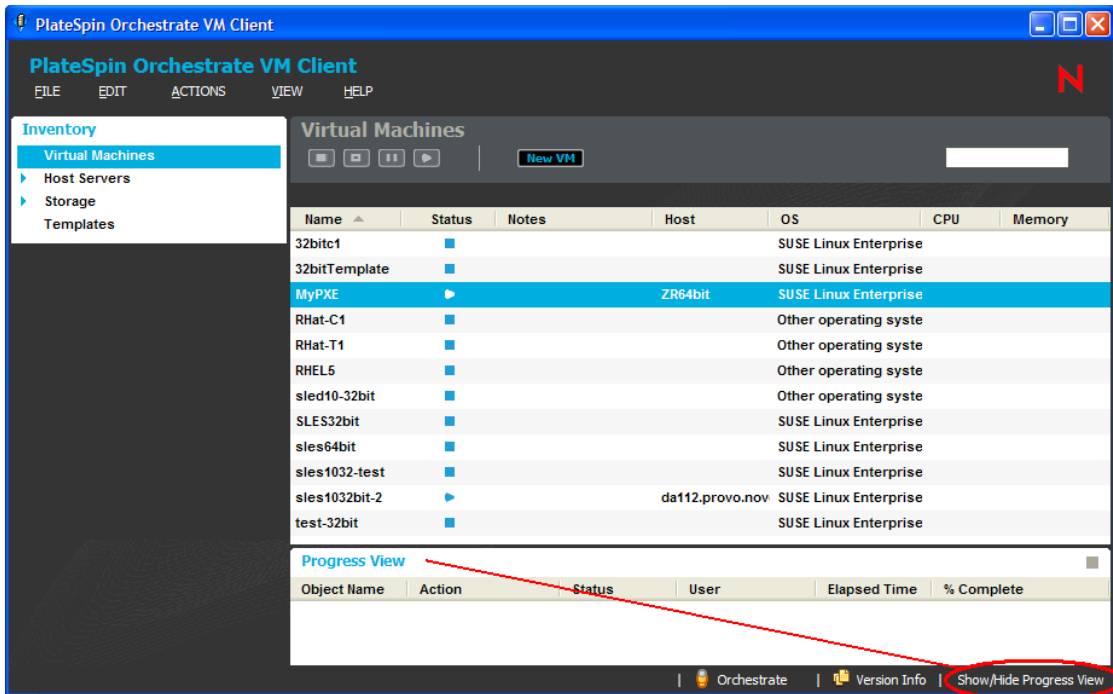 PlateSpin Orchestrate VM Client
PlateSpin Orchestrate VM Client
FILE EDIT ACTIONS VIEW HELP
N
Inventory
Virtual Machines
Host Servers
Storage
Templates
Virtual Machines
New VM
Name Status Notes Host OS CPU Memory
32bitc1 SUSE Linux Enterprise
32bitTemplate SUSE Linux Enterprise
MyPXE ZR64bit SUSE Linux Enterprise
RHat-C1 Other operating syste
RHat-T1 Other operating syste
RHEL5 Other operating syste
sled10-32bit Other operating syste
SLES32bit SUSE Linux Enterprise
sles64bit SUSE Linux Enterprise
sles1032-test SUSE Linux Enterprise
sles1032bit-2 da112.provo.nov SUSE Linux Enterprise
test-32bit SUSE Linux Enterprise
Progress View
Object Name Action Status User Elapsed Time % Complete
| Orchestrate | Version Info | Show/Hide Progress View